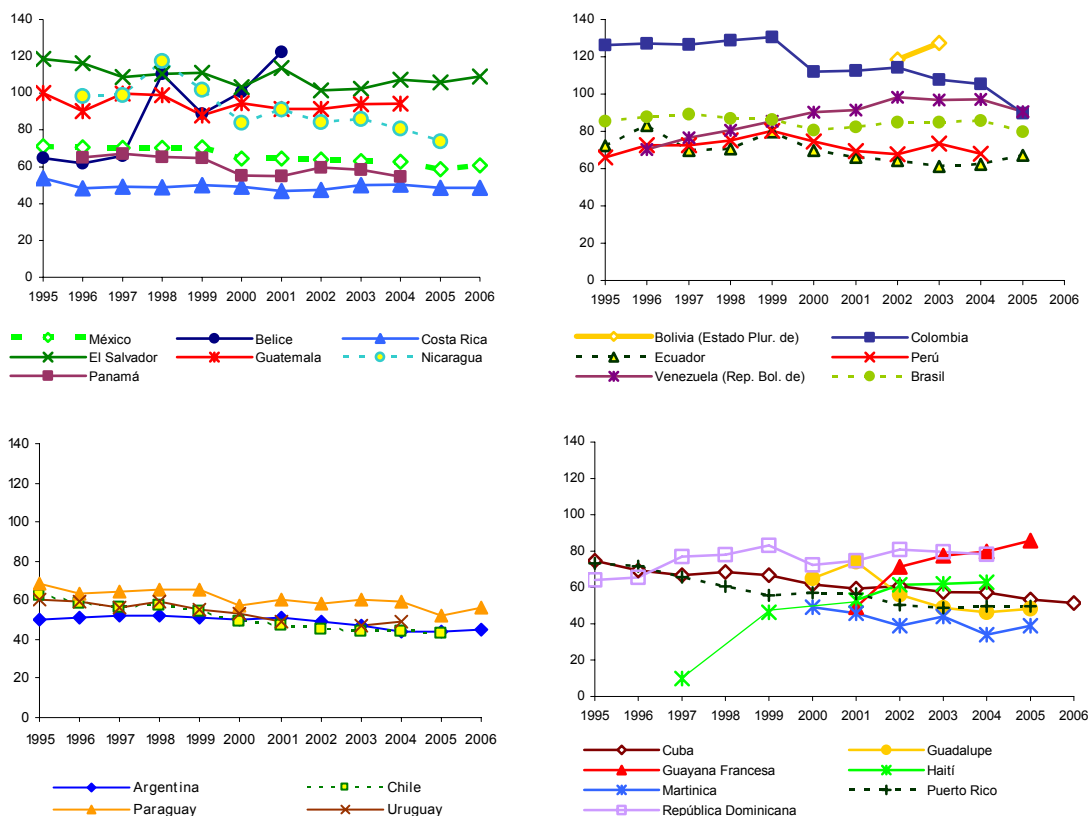 140
120
100
80
60
40
20
0
1995 1996 1997 1998 1999 2000 2001 2002 2003 2004 2005 2006
México Belice Costa Rica
El Salvador Guatemala Nicaragua
Panamá
140
120
100
80
60
40
20
0
1995 1996 1997 1998 1999 2000 2001 2002 2003 2004 2005 2006
Bolivia (Estado Plur. de) Colombia
Ecuador Perú
Venezuela (Rep. Bol. de) Brasil
140
120
100
80
60
40
20
0
1995 1996 1997 1998 1999 2000 2001 2002 2003 2004 2005 2006
Argentina Chile
Paraguay Uruguay
140
120
100
80
60
40
20
0
1995 1996 1997 1998 1999 2000 2001 2002 2003 2004 2005 2006
Cuba Guadalupe
Guayana Francesa Haití
Martinica Puerto Rico
República Dominicana